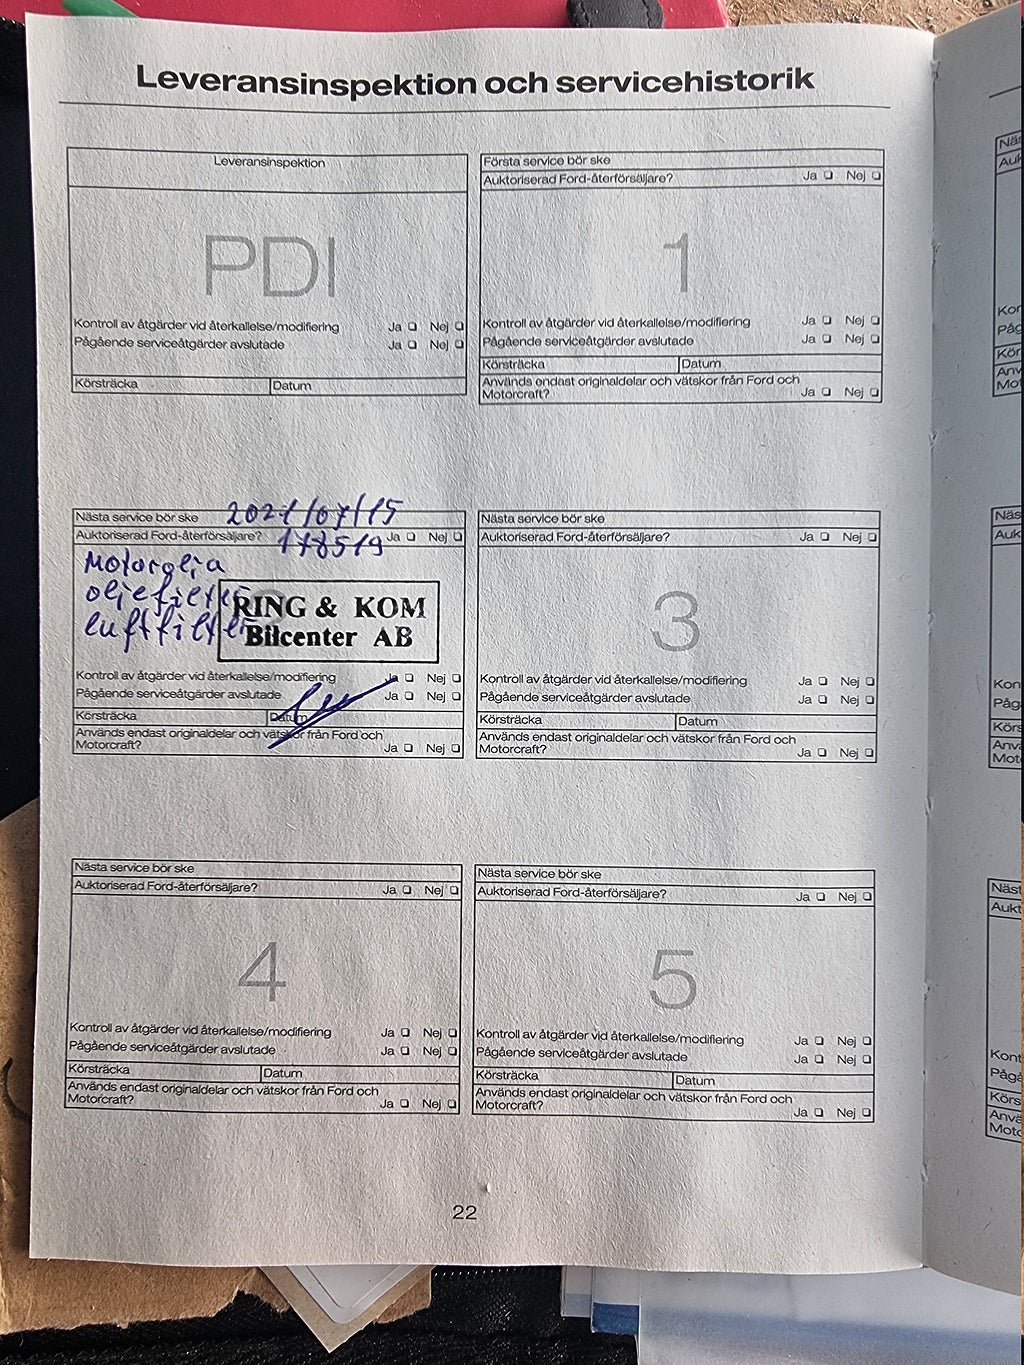 Leveransinspektion och servicehistorik
Leveransinspektion
PDI
Kontroll av åtgärder vid återkallelse/modifiering Ja Nej
Pågående serviceåtgärder avslutade Ja Nej
Körsträcka Datum
Första service bör ske
Auktoriserad Ford-återförsäljare? Ja Nej
1
Kontroll av åtgärder vid återkallelse/modifiering Ja Nej
Pågående serviceåtgärder avslutade Ja Nej
Körsträcka Datum
Används endast originaldelar och vätskor från Ford och
Motorcraft? Ja Nej
Nästa service bör ske 2021/07/15
Auktoriserad Ford-återförsäljare? 178519 Ja Nej
Motorolja
oljefilter
luftfilter
RING & KOM
Bilcenter AB
Kontroll av åtgärder vid återkallelse/modifiering Ja Nej
Pågående serviceåtgärder avslutade Ja Nej
Körsträcka Datum
Används endast originaldelar och vätskor från Ford och
Motorcraft? Ja Nej
Nästa service bör ske
Auktoriserad Ford-återförsäljare? Ja Nej
3
Kontroll av åtgärder vid återkallelse/modifiering Ja Nej
Pågående serviceåtgärder avslutade Ja Nej
Körsträcka Datum
Används endast originaldelar och vätskor från Ford och
Motorcraft? Ja Nej
Nästa service bör ske
Auktoriserad Ford-återförsäljare? Ja Nej
4
Kontroll av åtgärder vid återkallelse/modifiering Ja Nej
Pågående serviceåtgärder avslutade Ja Nej
Körsträcka Datum
Används endast originaldelar och vätskor från Ford och
Motorcraft? Ja Nej
Nästa service bör ske
Auktoriserad Ford-återförsäljare? Ja Nej
5
Kontroll av åtgärder vid återkallelse/modifiering Ja Nej
Pågående serviceåtgärder avslutade Ja Nej
Körsträcka Datum
Används endast originaldelar och vätskor från Ford och
Motorcraft? Ja Nej
22